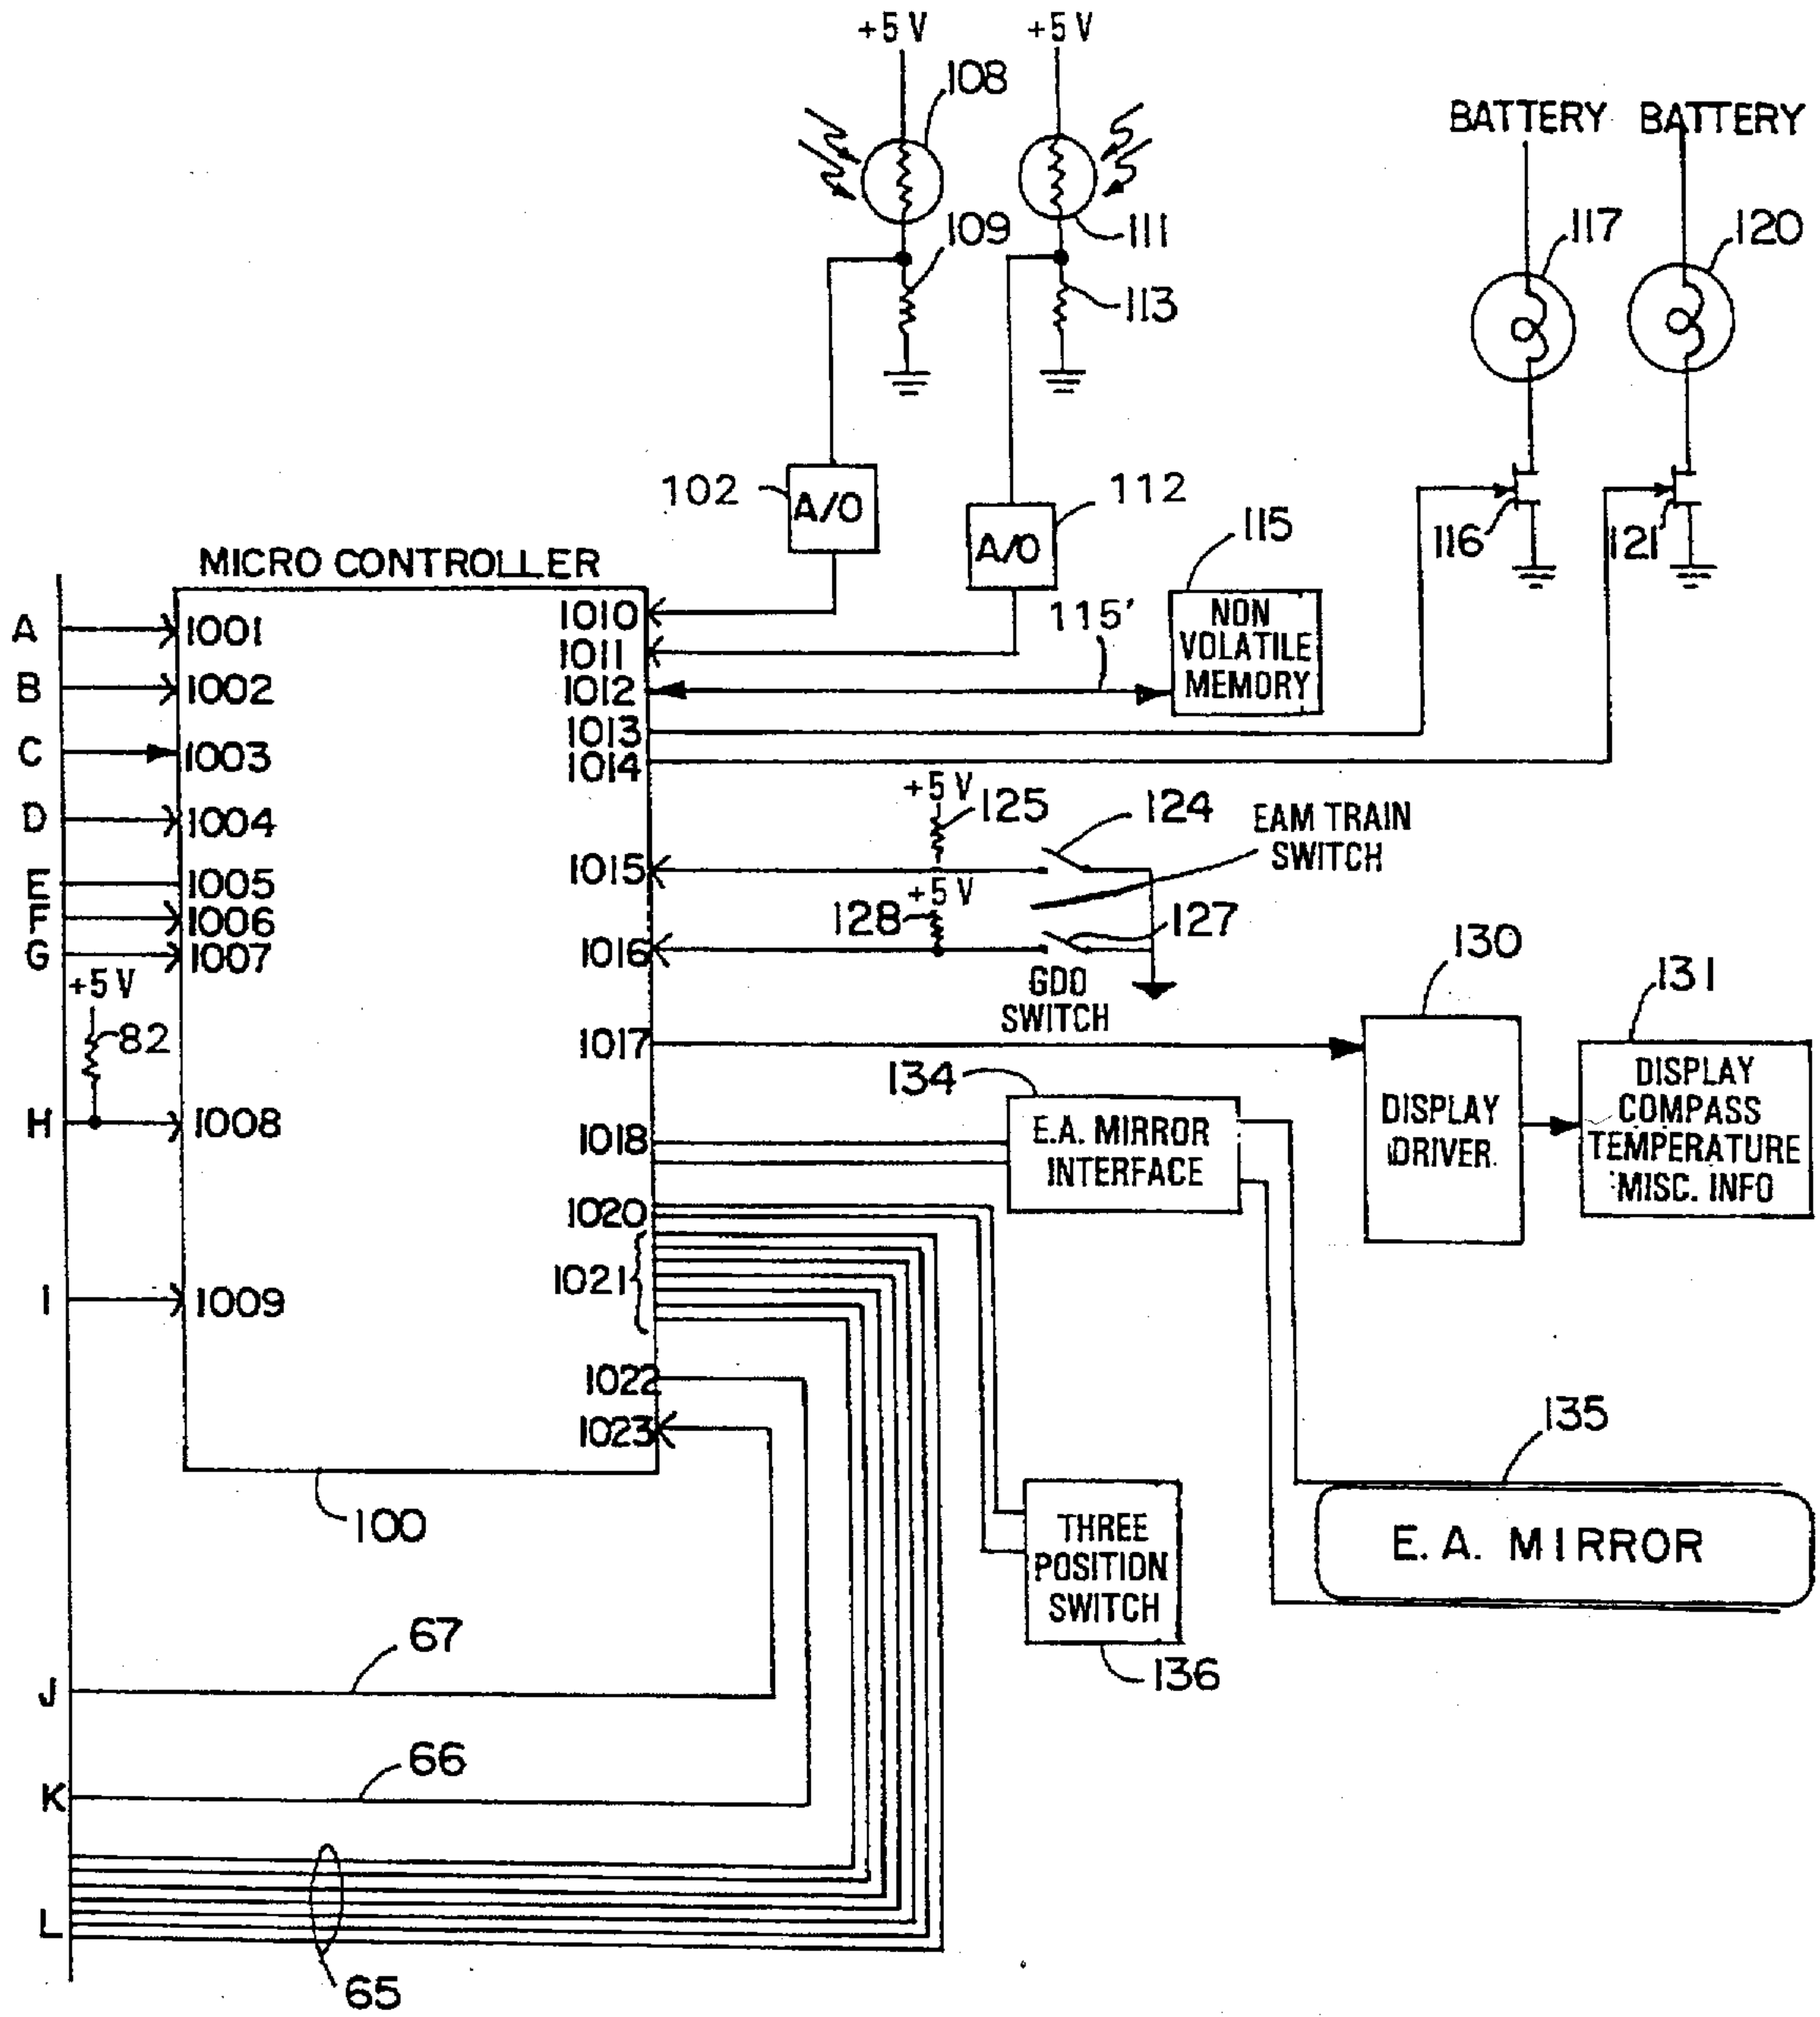 +5 V
+5 V
108
BATTERY
BATTERY
117
120
109
111
113
102
A/O
112
A/O
115
116
121
MICRO CONTROLLER
115'
NON
VOLATILE
MEMORY
A
1001
1010
1011
B
1002
1012
C
1003
1013
1014
D
1004
+5 V
125
124
EAM TRAIN
SWITCH
E
1005
1015
+5 V
F
1006
128
127
G
1007
1016
GDO
SWITCH
130
131
+5 V
82
1017
134
H
1008
1018
E.A. MIRROR
INTERFACE
DISPLAY
DRIVER
DISPLAY
COMPASS
TEMPERATURE
MISC. INFO
1020
1021
I
1009
1022
1023
100
135
E. A. MIRROR
THREE
POSITION
SWITCH
136
J
67
K
66
L
65